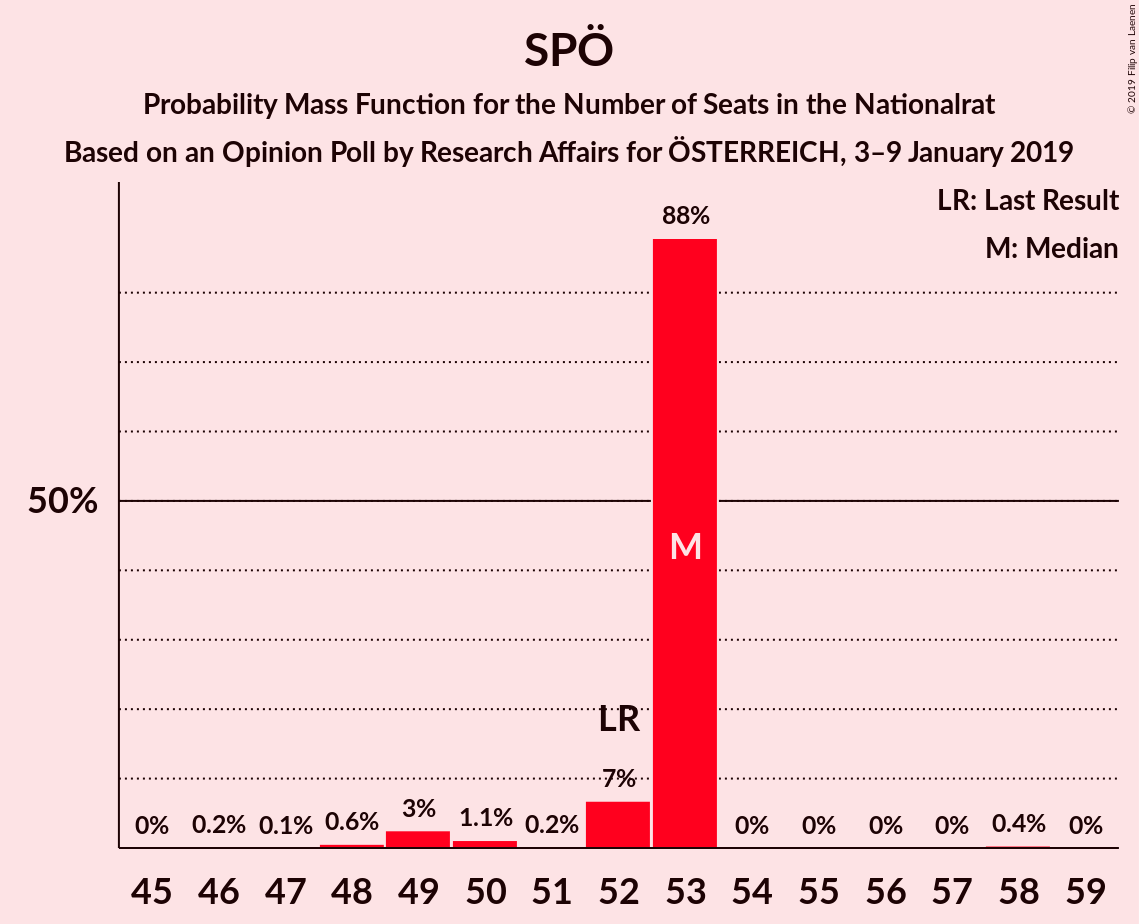 SPÖ
Probability Mass Function for the Number of Seats in the Nationalrat
Based on an Opinion Poll by Research Affairs for ÖSTERREICH, 3–9 January 2019
© 2019 Filip van Laenen
LR: Last Result
M: Median
88%
50%
M
LR
7%
0% 0.2% 0.1% 0.6% 3% 1.1% 0.2% 0% 0% 0% 0% 0.4% 0%
45 46 47 48 49 50 51 52 53 54 55 56 57 58 59